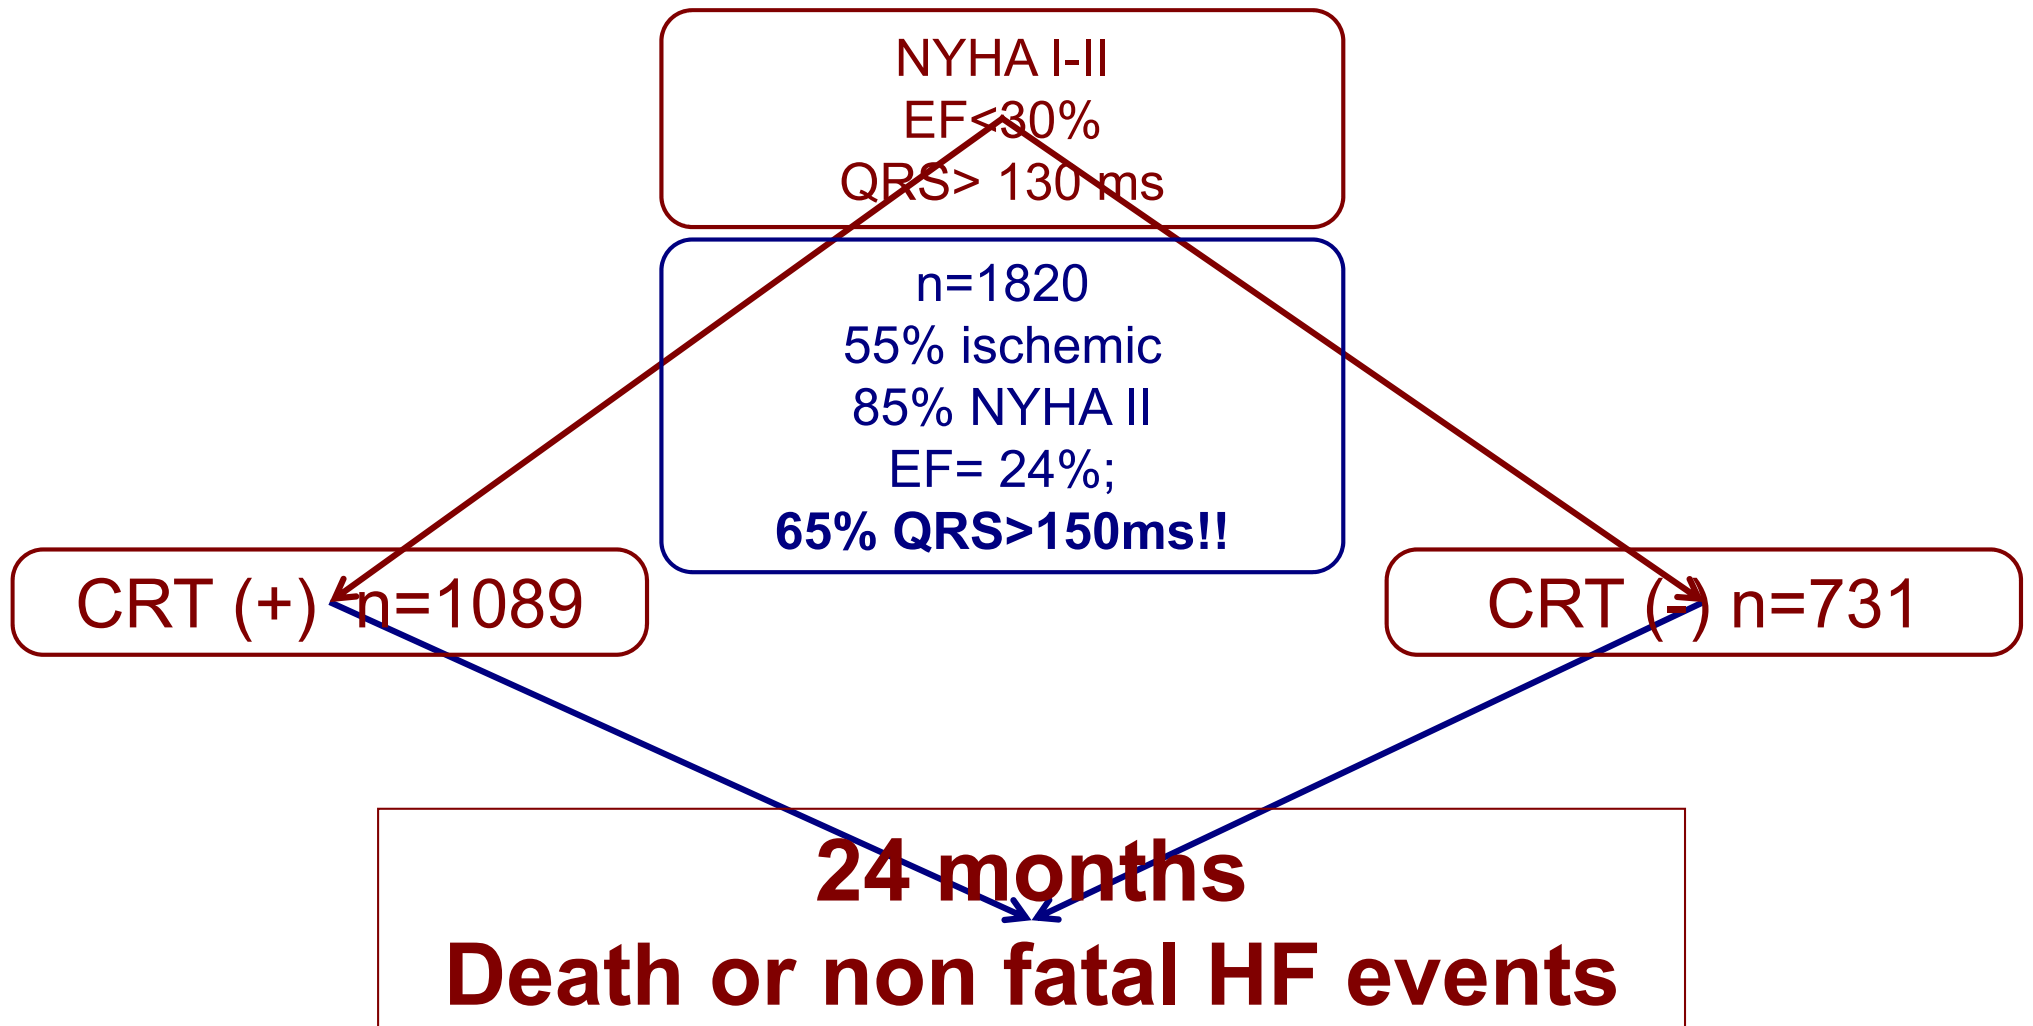 NYHA I-II
EF<30%
QRS> 130 ms
n=1820
55% ischemic
85% NYHA II
EF= 24%;
65% QRS>150ms!!
CRT (+)  n=1089
CRT (-) n=731
24 months
Death or non fatal HF events